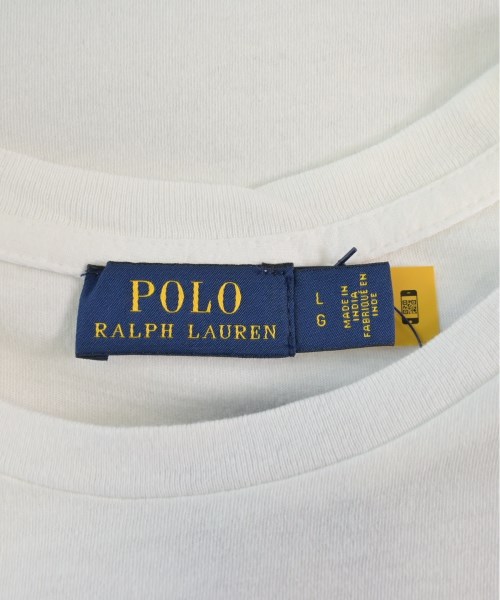 POLO
RALPH LAUREN
L
G
MADE IN
INDIA
FABRIQUÉ EN
INDE